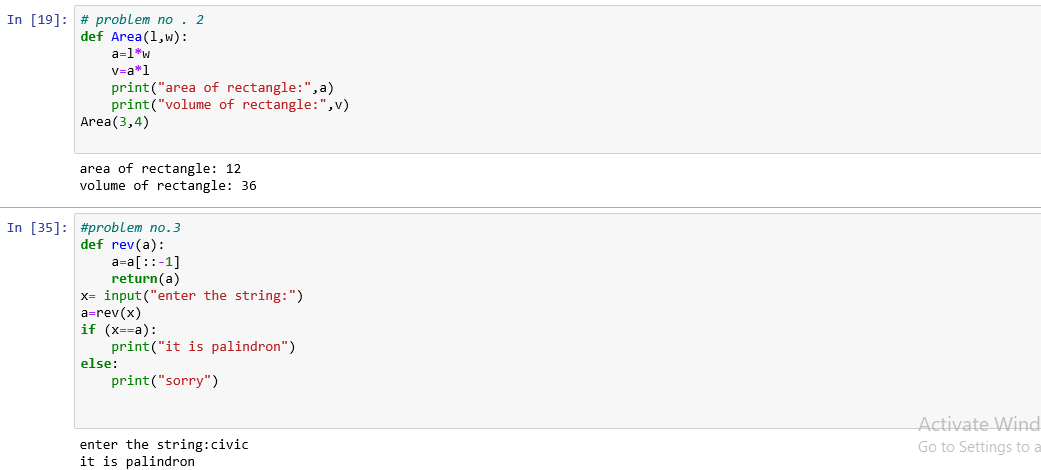 In [19]: # problem no . 2
def Area(l,w):
    a=l*w
    v=a*l
    print("area of rectangle:",a)
    print("volume of rectangle:",v)
Area(3,4)
area of rectangle: 12
volume of rectangle: 36
In [35]: #problem no.3
def rev(a):
    a=a[::-1]
    return(a)
x= input("enter the string:")
a=rev(x)
if (x==a):
    print("it is palindron")
else:
    print("sorry")
enter the string:civic
it is palindron
Activate Wind
Go to Settings to a